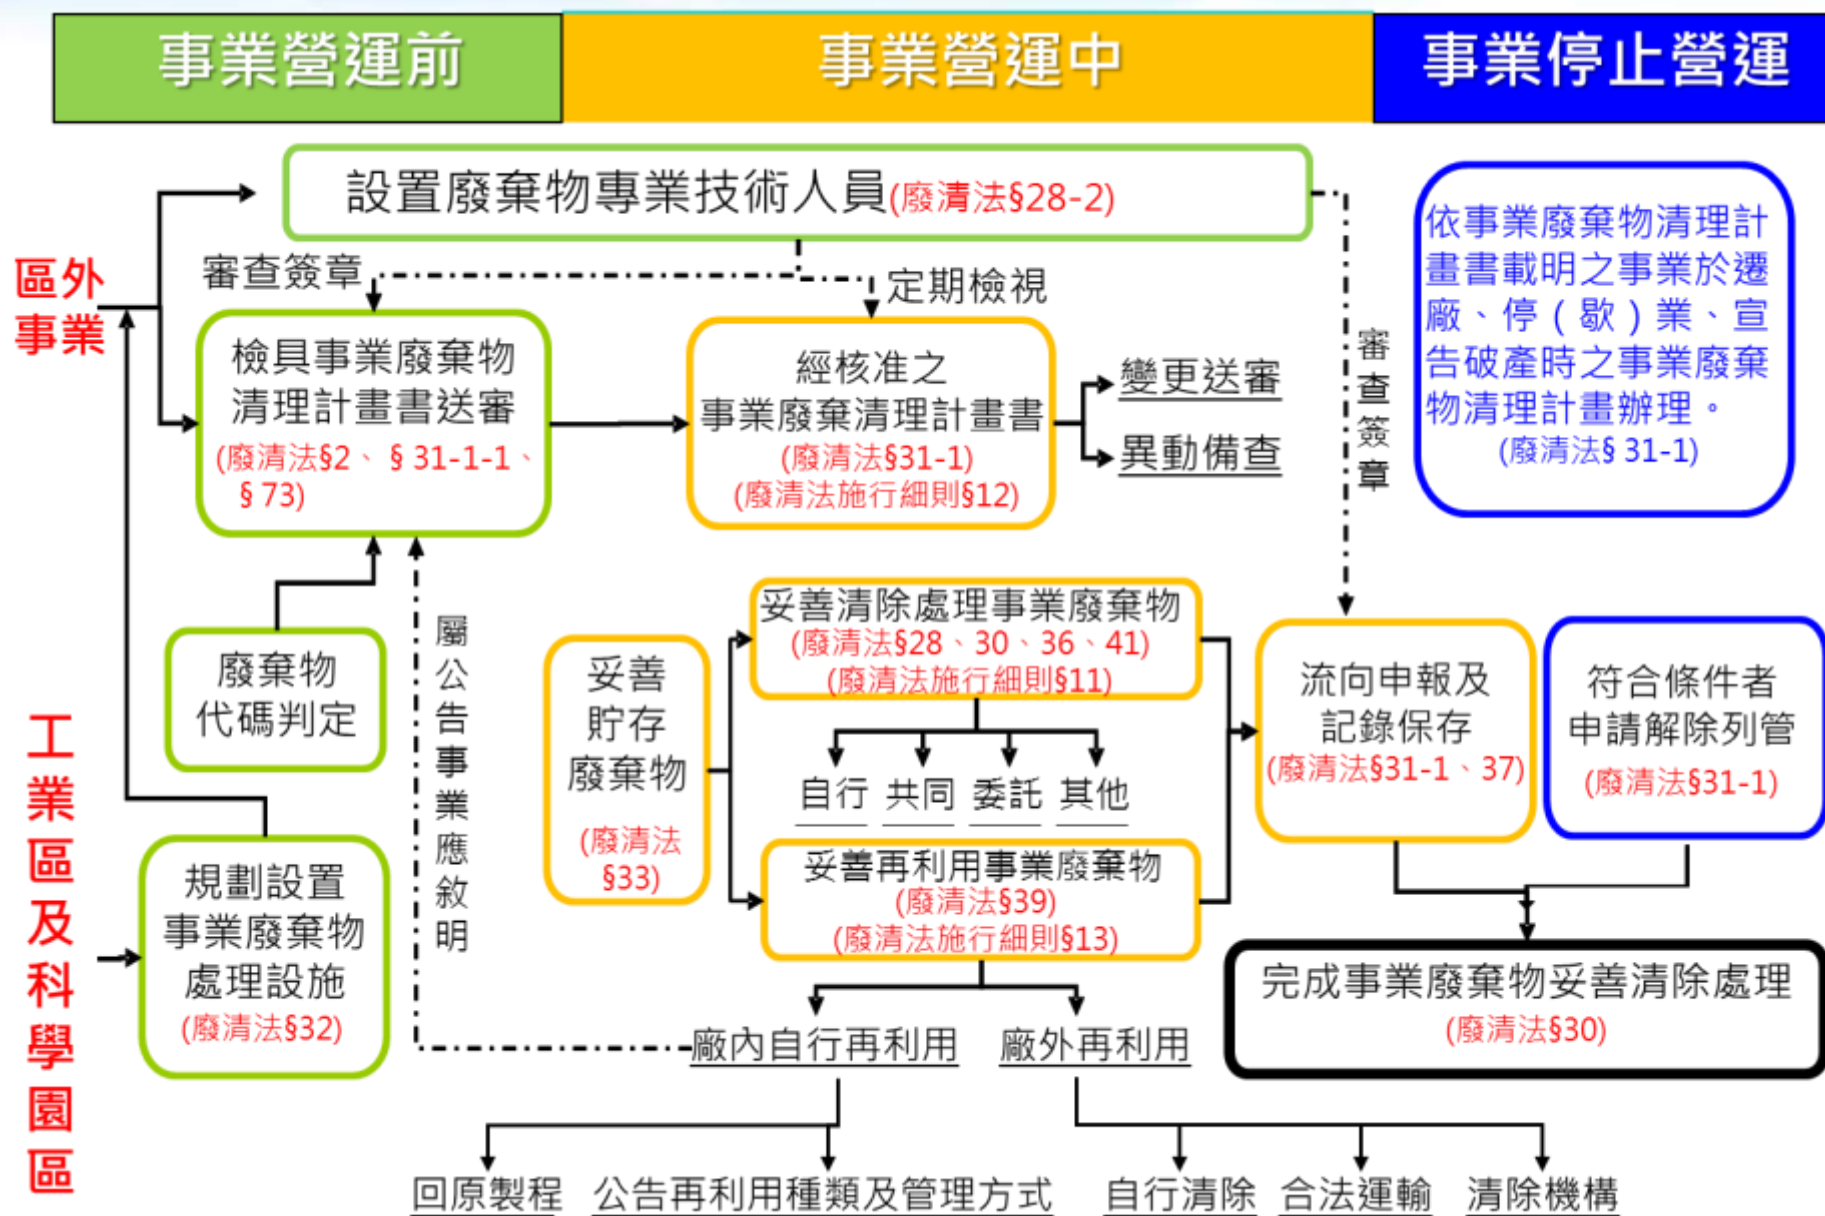 事業營運前
事業營運中
事業停止營運
設置廢棄物專業技術人員(廢清法§28-2)
區外
事業
審查簽章
定期檢視
檢具事業廢棄物
清理計畫書送審
(廢清法§2、§31-1-1、
§73)
經核准之
事業廢棄清理計畫書
(廢清法§31-1)
(廢清法施行細則§12)
變更送審
異動備查
審查簽章
依事業廢棄物清理計
畫書載明之事業於遷
廠、停(歇)業、宣
告破產時之事業廢棄
物清理計畫辦理。
(廢清法§31-1)
廢棄物
代碼判定
屬公告事業應敘明
妥善
貯存
廢棄物
(廢清法
§33)
妥善清除處理事業廢棄物
(廢清法§28、30、36、41)
(廢清法施行細則§11)
自行
共同
委託
其他
妥善再利用事業廢棄物
(廢清法§39)
(廢清法施行細則§13)
流向申報及
記錄保存
(廢清法§31-1、37)
符合條件者
申請解除列管
(廢清法§31-1)
工業區及科學園區
規劃設置
事業廢棄物
處理設施
(廢清法§32)
完成事業廢棄物妥善清除處理
(廢清法§30)
廠內自行再利用
廠外再利用
回原製程
公告再利用種類及管理方式
自行清除
合法運輸
清除機構